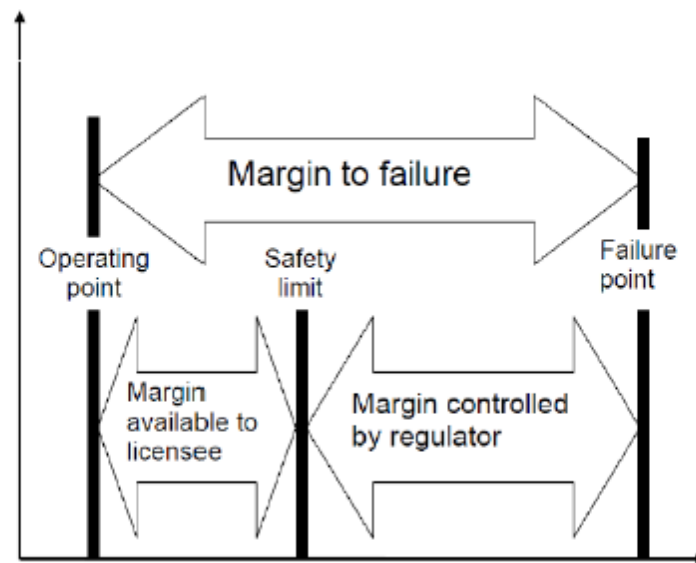 Margin to failure
Operating
point
Safety
limit
Failure
point
Margin
available to
licensee
Margin controlled
by regulator